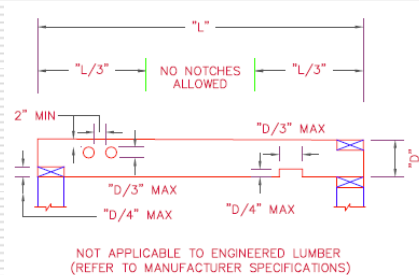 "L"
"L/3"
NO NOTCHES
ALLOWED
"L/3"
2" MIN
"D/3" MAX
"D"
"D/3" MAX
"D/4" MAX
"D/4" MAX
NOT APPLICABLE TO ENGINEERED LUMBER
(REFER TO MANUFACTURER SPECIFICATIONS)